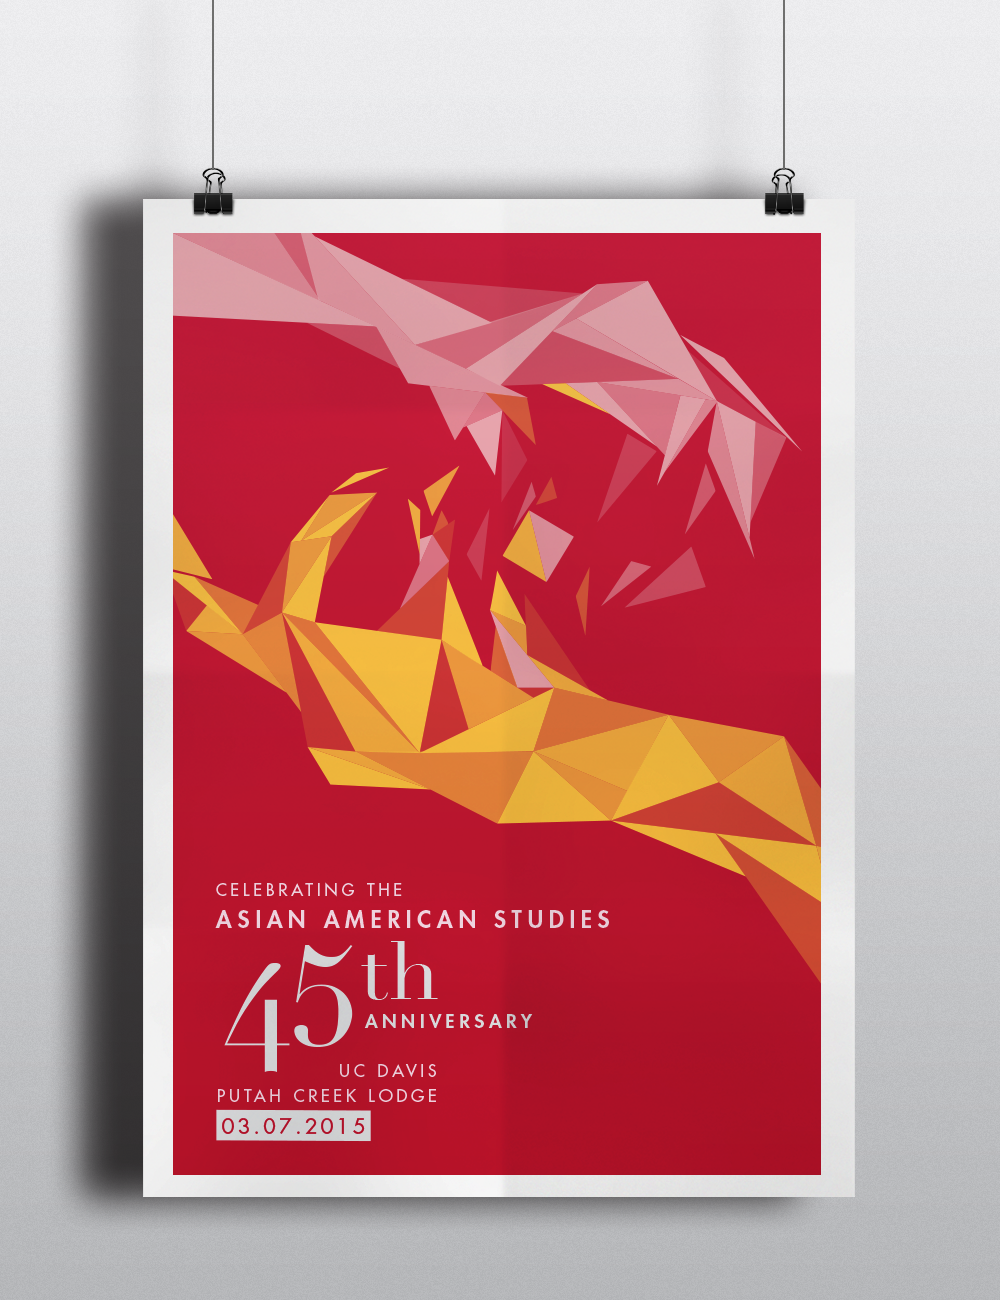 CELEBRATING THE
ASIAN AMERICAN STUDIES
45th
ANNIVERSARY
UC DAVIS
PUTAH CREEK LODGE
03.07.2015